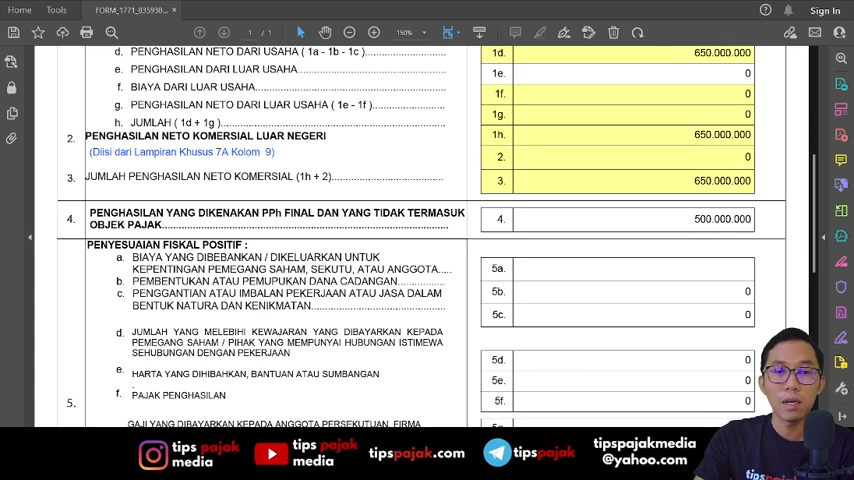 Home
Tools
FORM_1771_835938...
Sign In
1 / 1
150%
d. PENGHASILAN NETO DARI USAHA ( 1a - 1b - 1c ) 1d. 650.000.000
e. PENGHASILAN DARI LUAR USAHA 1e. 0
f. BIAYA DARI LUAR USAHA 1f. 0
g. PENGHASILAN NETO DARI LUAR USAHA ( 1e - 1f ) 1g. 0
h. JUMLAH ( 1d + 1g ) 1h. 650.000.000
2. PENGHASILAN NETO KOMERSIAL LUAR NEGERI
(Diisi dari Lampiran Khusus 7A Kolom 9) 2. 0
3. JUMLAH PENGHASILAN NETO KOMERSIAL (1h + 2) 3. 650.000.000
4. PENGHASILAN YANG DIKENAKAN PPh FINAL DAN YANG TIDAK TERMASUK
OBJEK PAJAK 4. 500.000.000
PENYESUAIAN FISKAL POSITIF :
a. BIAYA YANG DIBEBANKAN / DIKELUARKAN UNTUK
KEPENTINGAN PEMEGANG SAHAM, SEKUTU, ATAU ANGGOTA..... 5a.
b. PEMBENTUKAN ATAU PEMUPUKAN DANA CADANGAN 5b. 0
c. PENGGANTIAN ATAU IMBALAN PEKERJAAN ATAU JASA DALAM
BENTUK NATURA DAN KENIKMATAN 5c. 0
d. JUMLAH YANG MELEBIHI KEWAJARAN YANG DIBAYARKAN KEPADA
PEMEGANG SAHAM / PIHAK YANG MEMPUNYAI HUBUNGAN ISTIMEWA
SEHUBUNGAN DENGAN PEKERJAAN 5d. 0
e. HARTA YANG DIHIBAHKAN, BANTUAN ATAU SUMBANGAN 5e. 0
f. PAJAK PENGHASILAN 5f. 0
5.
GAJI YANG DIBAYARKAN KEPADA ANGGOTA PERSEKUTUAN, FIRMA
tips pajak
media
tips pajak
media
tipspajak.com
tipspajak
tipspajakmedia
@yahoo.com